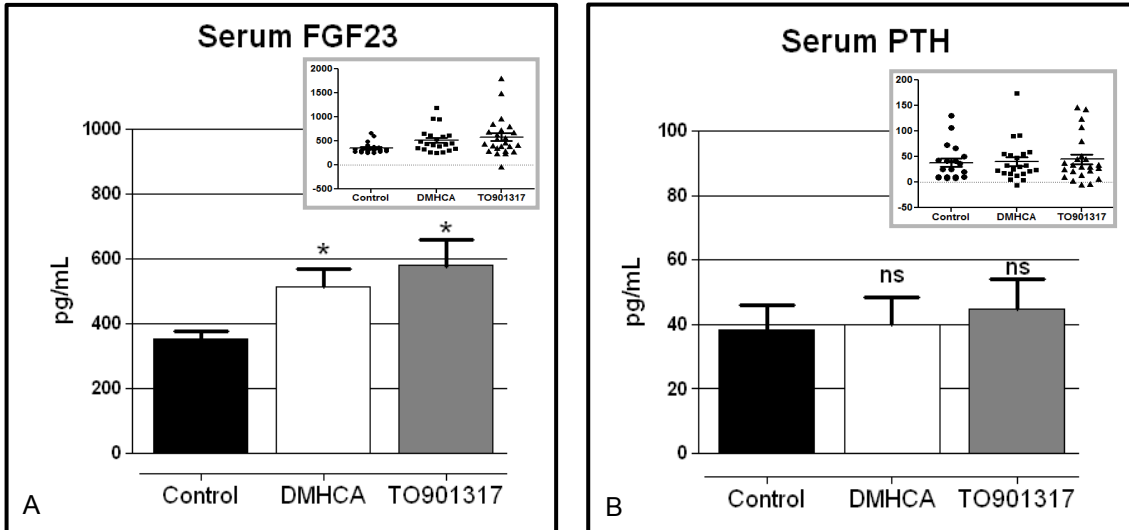 Serum FGF23
2000
1500
1000
500
0
-500
Control DMHCA TO901317
1000
800
600
400
200
0
pg/mL
* *
Control DMHCA TO901317
A
Serum PTH
200
150
100
50
0
-50
Control DMHCA TO901317
100
80
60
40
20
0
pg/mL
ns ns
Control DMHCA TO901317
B